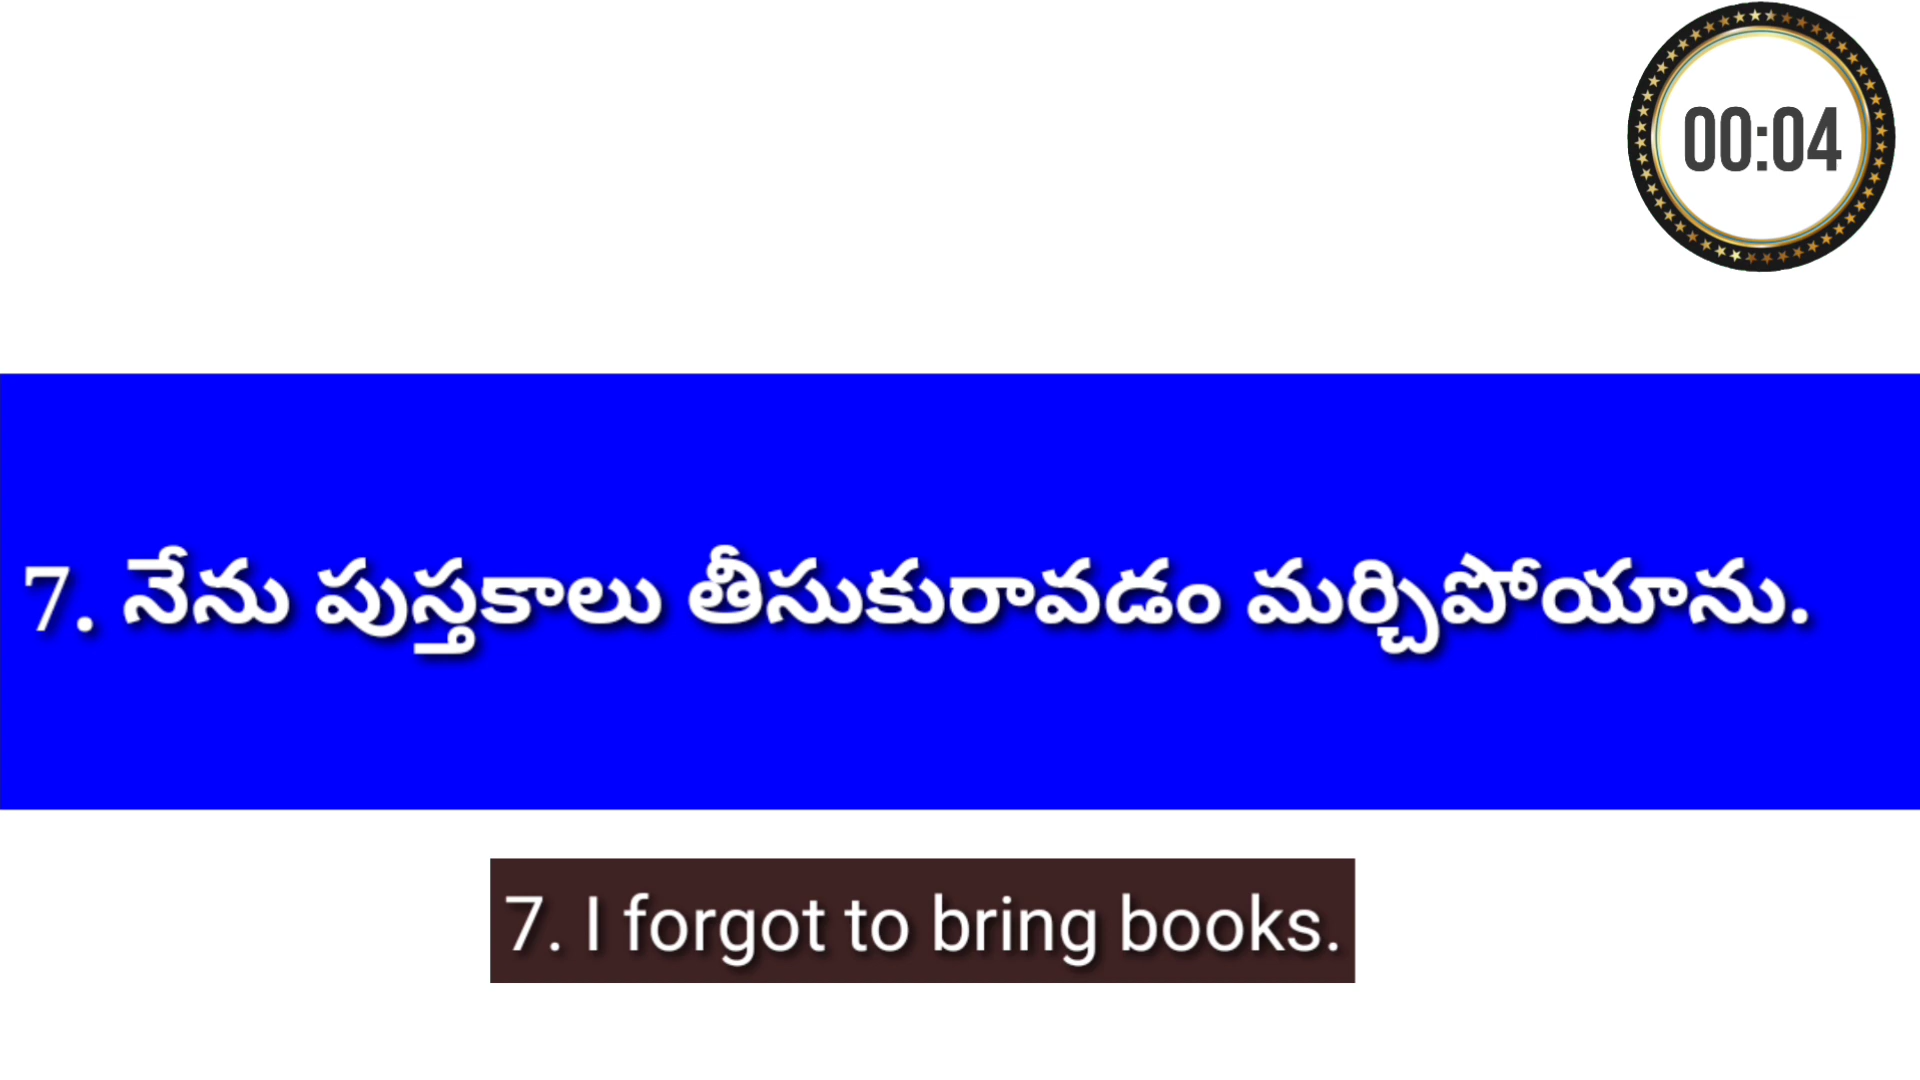 00:04
7. నేను పుస్తకాలు తీసుకురావడం మర్చిపోయాను.
7. I forgot to bring books.